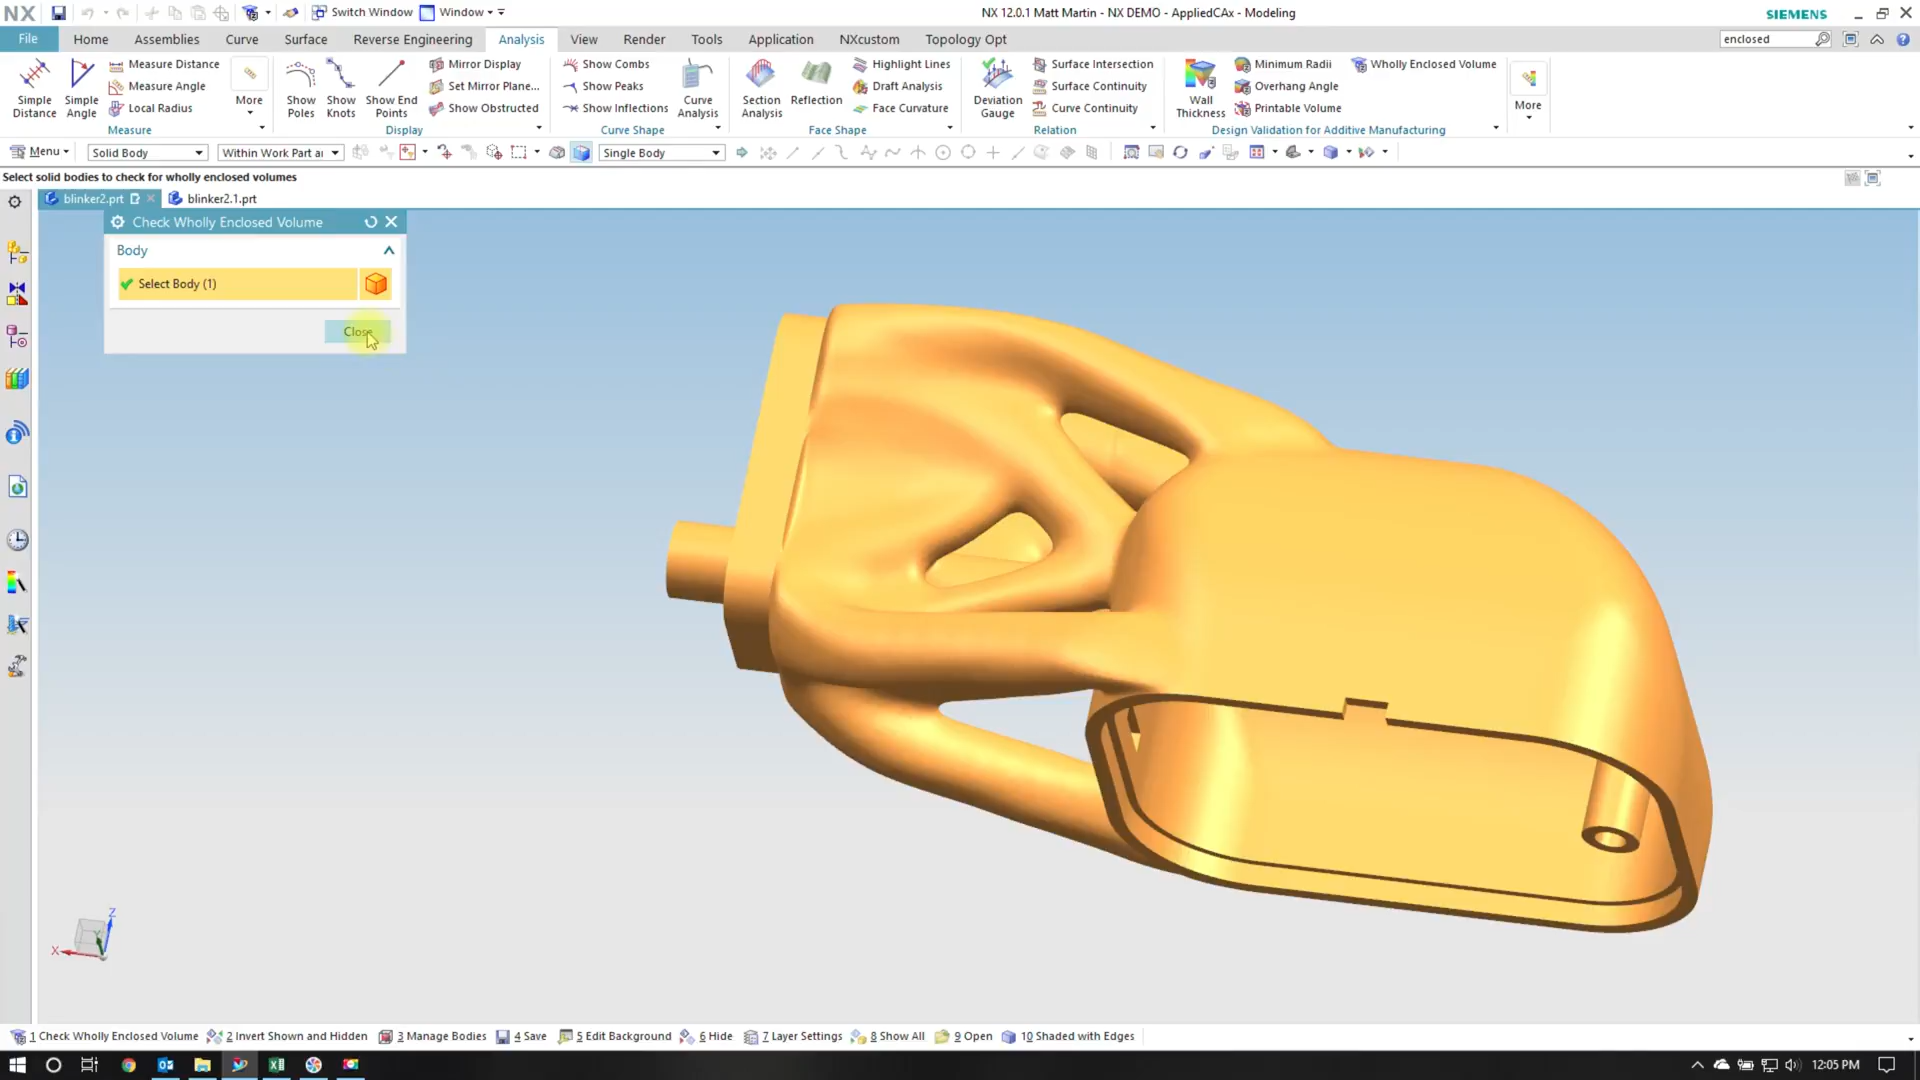 NX Switch Window Window NX 12.0.1 Matt Martin - NX DEMO - AppliedCAx - Modeling SIEMENS
File Home Assemblies Curve Surface Reverse Engineering Analysis View Render Tools Application NXcustom Topology Opt enclosed
Simple Distance
Simple Angle
Measure Distance
Measure Angle
Local Radius
More
Measure
Show Poles
Show Knots
Show End Points
Mirror Display
Set Mirror Plane...
Show Obstructed
Display
Show Combs
Show Peaks
Show Inflections
Curve Analysis
Curve Shape
Section Analysis
Reflection
Highlight Lines
Draft Analysis
Face Curvature
Face Shape
Deviation Gauge
Surface Intersection
Surface Continuity
Curve Continuity
Relation
Wall Thickness
Minimum Radii
Overhang Angle
Printable Volume
Wholly Enclosed Volume
Design Validation for Additive Manufacturing
More
Menu Solid Body Within Work Part ar Single Body
Select solid bodies to check for wholly enclosed volumes
blinker2.prt blinker2.1.prt
Check Wholly Enclosed Volume
Body
Select Body (1)
Close
Z
X
1 Check Wholly Enclosed Volume 2 Invert Shown and Hidden 3 Manage Bodies 4 Save 5 Edit Background 6 Hide 7 Layer Settings 8 Show All 9 Open 10 Shaded with Edges
12:05 PM